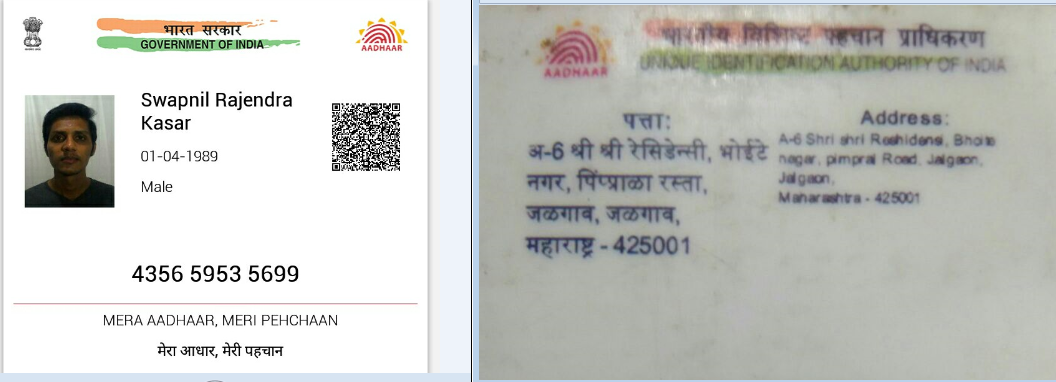 भारत सरकार
GOVERNMENT OF INDIA
AADHAAR
Swapnil Rajendra
Kasar
01-04-1989
Male
4356 5953 5699
MERA AADHAAR, MERI PEHCHAAN
मेरा आधार, मेरी पहचान
भारतीय विशिष्ट पहचान प्राधिकरण
UNIQUE IDENTIFICATION AUTHORITY OF INDIA
AADHAAR
पत्ता:
अ-6 श्री श्री रेसिडेन्सी, भोईटे
नगर, पिंप्राळा रस्ता,
जळगाव, जळगाव,
महाराष्ट्र - 425001
Address:
A-6 Shri shri Reshidensi, Bhoite
nagar, pimpral Road, Jalgaon,
Jalgaon,
Maharashtra - 425001